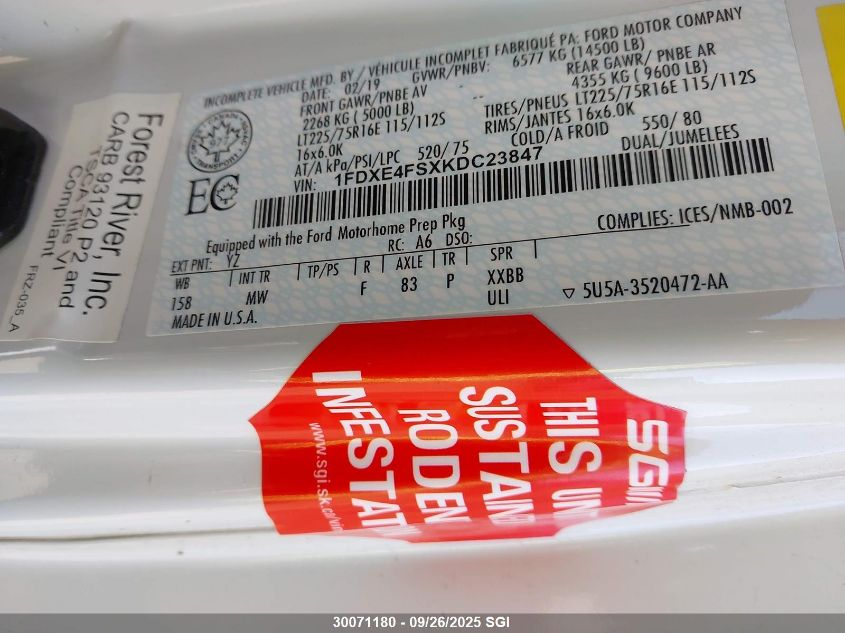 INCOMPLETE VEHICLE MFD. BY / VÉHICULE INCOMPLET FABRIQUÉ PA: FORD MOTOR COMPANY
DATE: 02/19 GVWR/PNBV: 6577 KG (14500 LB)
FRONT GAWR/PNBE AV -- REAR GAWR/ PNBE AR
2268 KG ( 5000 LB) 4355 KG ( 9600 LB)
LT225/75R16E 115/112S TIRES/PNEUS LT225/75R16E 115/112S
16x6.0K RIMS/JANTES 16x6.0K
AT/A kPa/PSI/LPC 520/ 75 COLD/A FROID 550/ 80
VIN: 1FDXE4FSXKDC23847 DUAL/JUMELEES
CANADA
TRANSPORT
EC
Equipped with the Ford Motorhome Prep Pkg COMPLIES: ICES/NMB-002
EXT PNT: YZ RC: A6 DSO:
WB INT TR TP/PS R AXLE TR SPR
158 MW F 83 P XXBB
ULI ▽ 5U5A-3520472-AA
MADE IN U.S.A.
Forest River, Inc.
CARB 93120 P2 and
TSCA Title VI
Compliant
FRZ-035_A
SGI
THIS UN
SUSTAIN
RODEN
INFESTAT
www.sgi.sk.ca/vin
30071180 - 09/26/2025 SGI